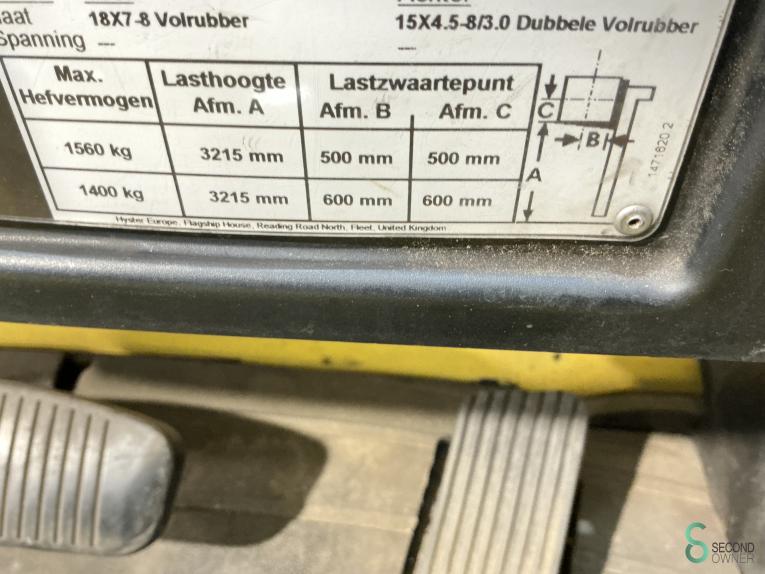 aat 18X7-8 Volrubber 15X4.5-8/3.0 Dubbele Volrubber
Spanning --- ---
Max. Hefvermogen Lasthoogte Afm. A Lastzwaartepunt Afm. B Afm. C
1560 kg 3215 mm 500 mm 500 mm
1400 kg 3215 mm 600 mm 600 mm
C
B
A
1471620 2
Hyster Europe, Flagship House, Reading Road North, Fleet, United Kingdom
SECOND
OWNER